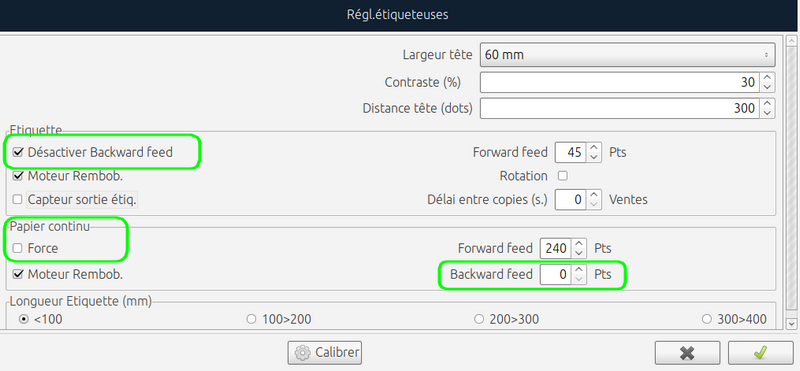 Régl.étiqueteuses
Largeur tête 60 mm
Contraste (%) 30
Distance tête (dots) 300
Etiquette
Désactiver Backward feed Forward feed 45 Pts
Moteur Rembob. Rotation
Capteur sortie étiq. Délai entre copies (s.) 0 Ventes
Papier continu
Force Forward feed 240 Pts
Moteur Rembob. Backward feed 0 Pts
Longueur Etiquette (mm)
<100 100>200 200>300 300>400
Calibrer